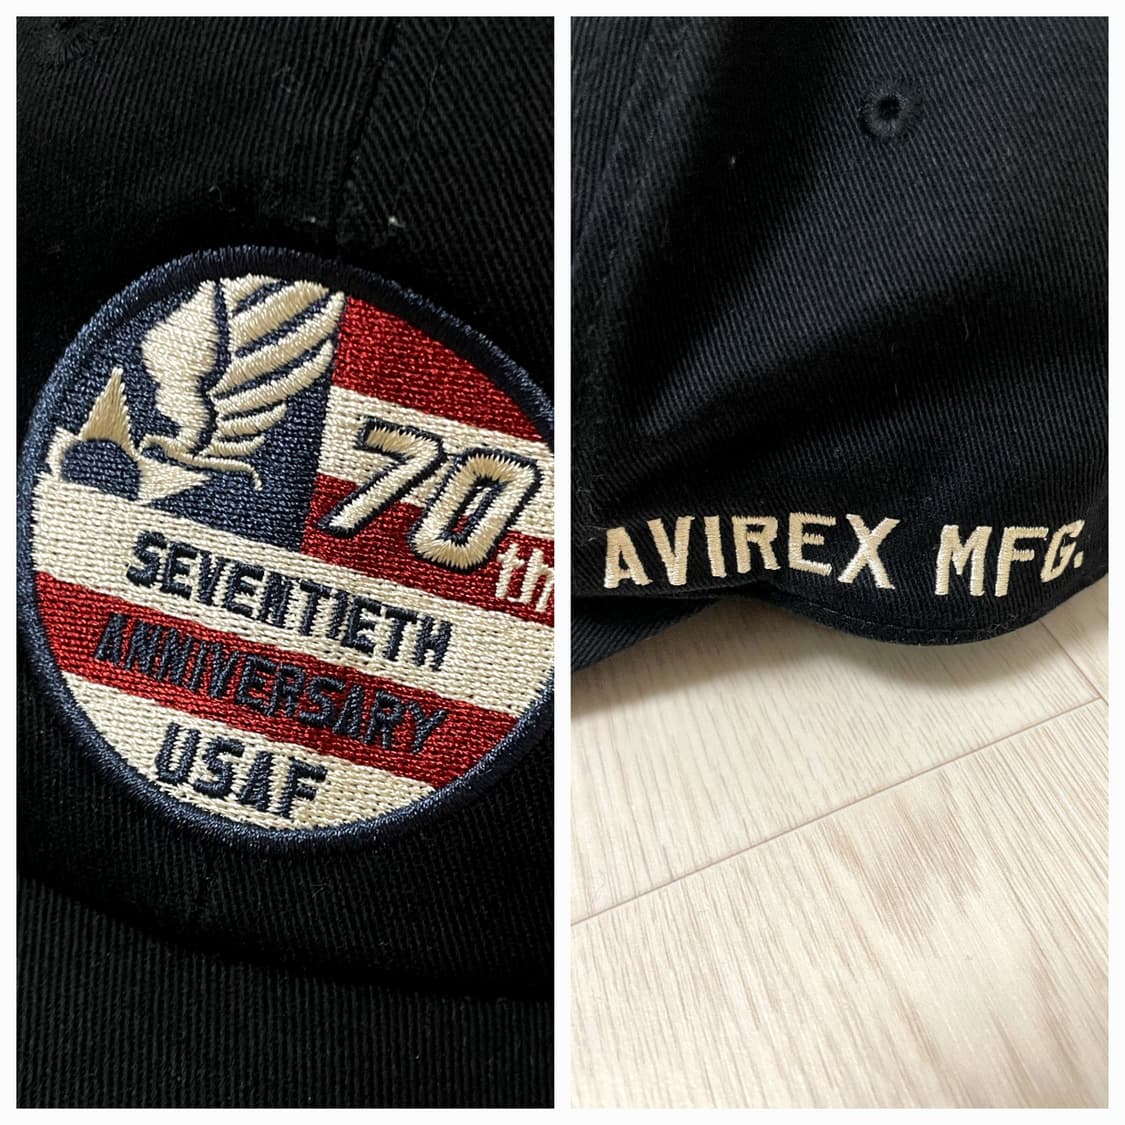 70th
SEVENTIETH
ANNIVERSARY
USAF
AVIREX MFG.